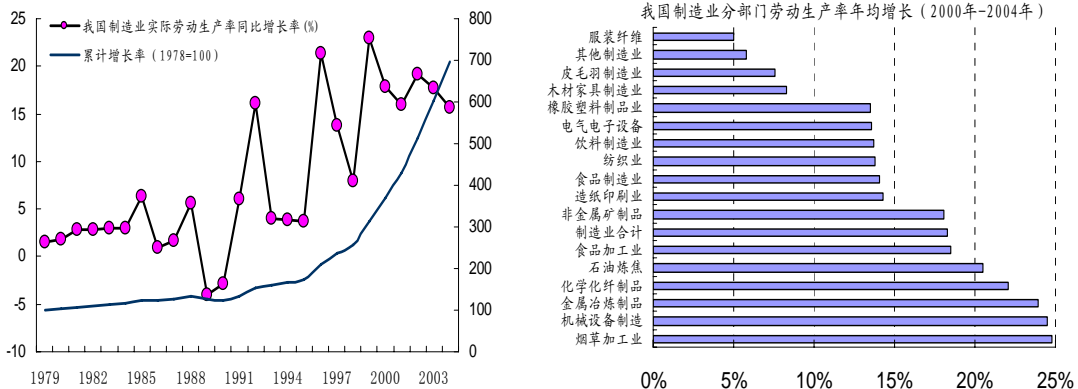 我国制造业实际劳动生产率同比增长率(%)
累计增长率（1978=100）
25
20
15
10
5
0
-5
-10
800
700
600
500
400
300
200
100
0
1979 1982 1985 1988 1991 1994 1997 2000 2003
我国制造业分部门劳动生产率年均增长（2000年-2004年）
服装纤维
其他制造业
皮毛羽制造业
木材家具制造业
橡胶塑料制品业
电气电子设备
饮料制造业
纺织业
食品制造业
造纸印刷业
非金属矿制品
制造业合计
食品加工业
石油炼焦
化学化纤制品
金属冶炼制品
机械设备制造
烟草加工业
0% 5% 10% 15% 20% 25%